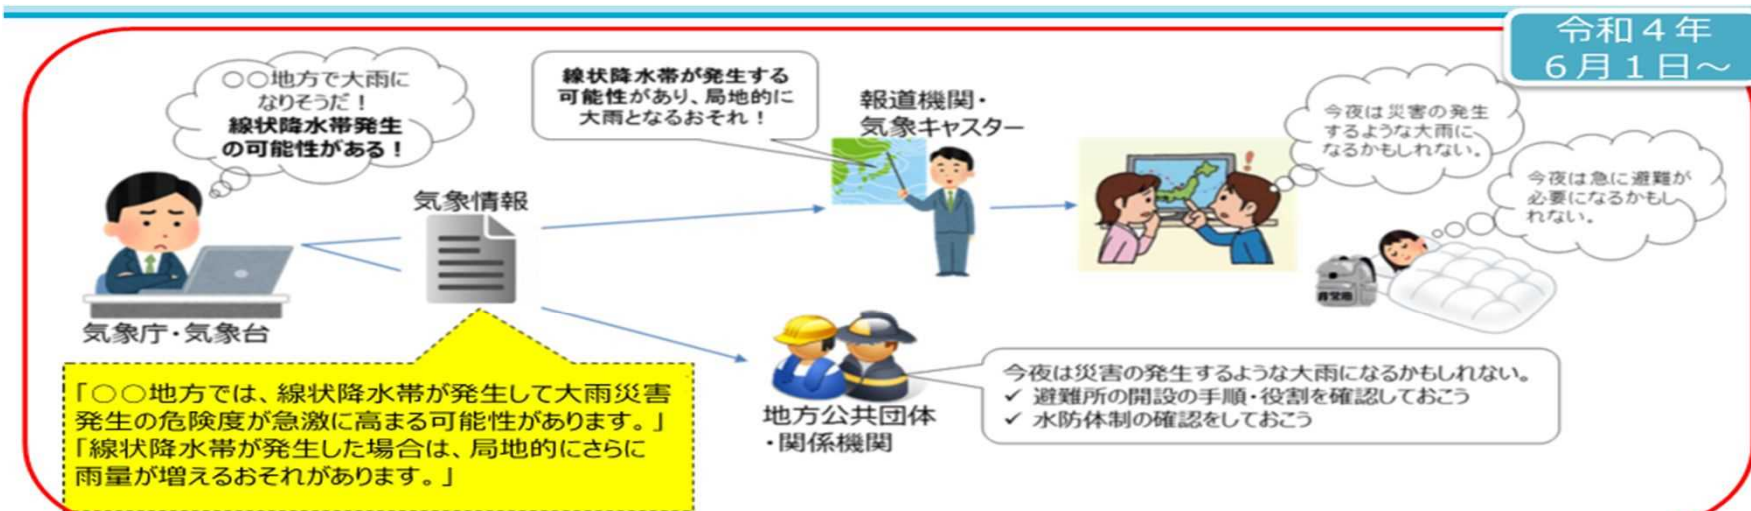 令和４年
６月１日～
〇〇地方で大雨に
なりそうだ！
線状降水帯発生
の可能性がある！
線状降水帯が発生する
可能性があり、局地的に
大雨となるおそれ！
報道機関・
気象キャスター
今夜は災害の発生
するような大雨に
なるかもしれない。
今夜は急に避難が
必要になるかもし
れない。
気象情報
非常用
気象庁・気象台
「〇〇地方では、線状降水帯が発生して大雨災害
発生の危険度が急激に高まる可能性があります。」
「線状降水帯が発生した場合は、局地的にさらに
雨量が増えるおそれがあります。」
地方公共団体
・関係機関
今夜は災害の発生するような大雨になるかもしれない。
✓ 避難所の開設の手順・役割を確認しておこう
✓ 水防体制の確認をしておこう